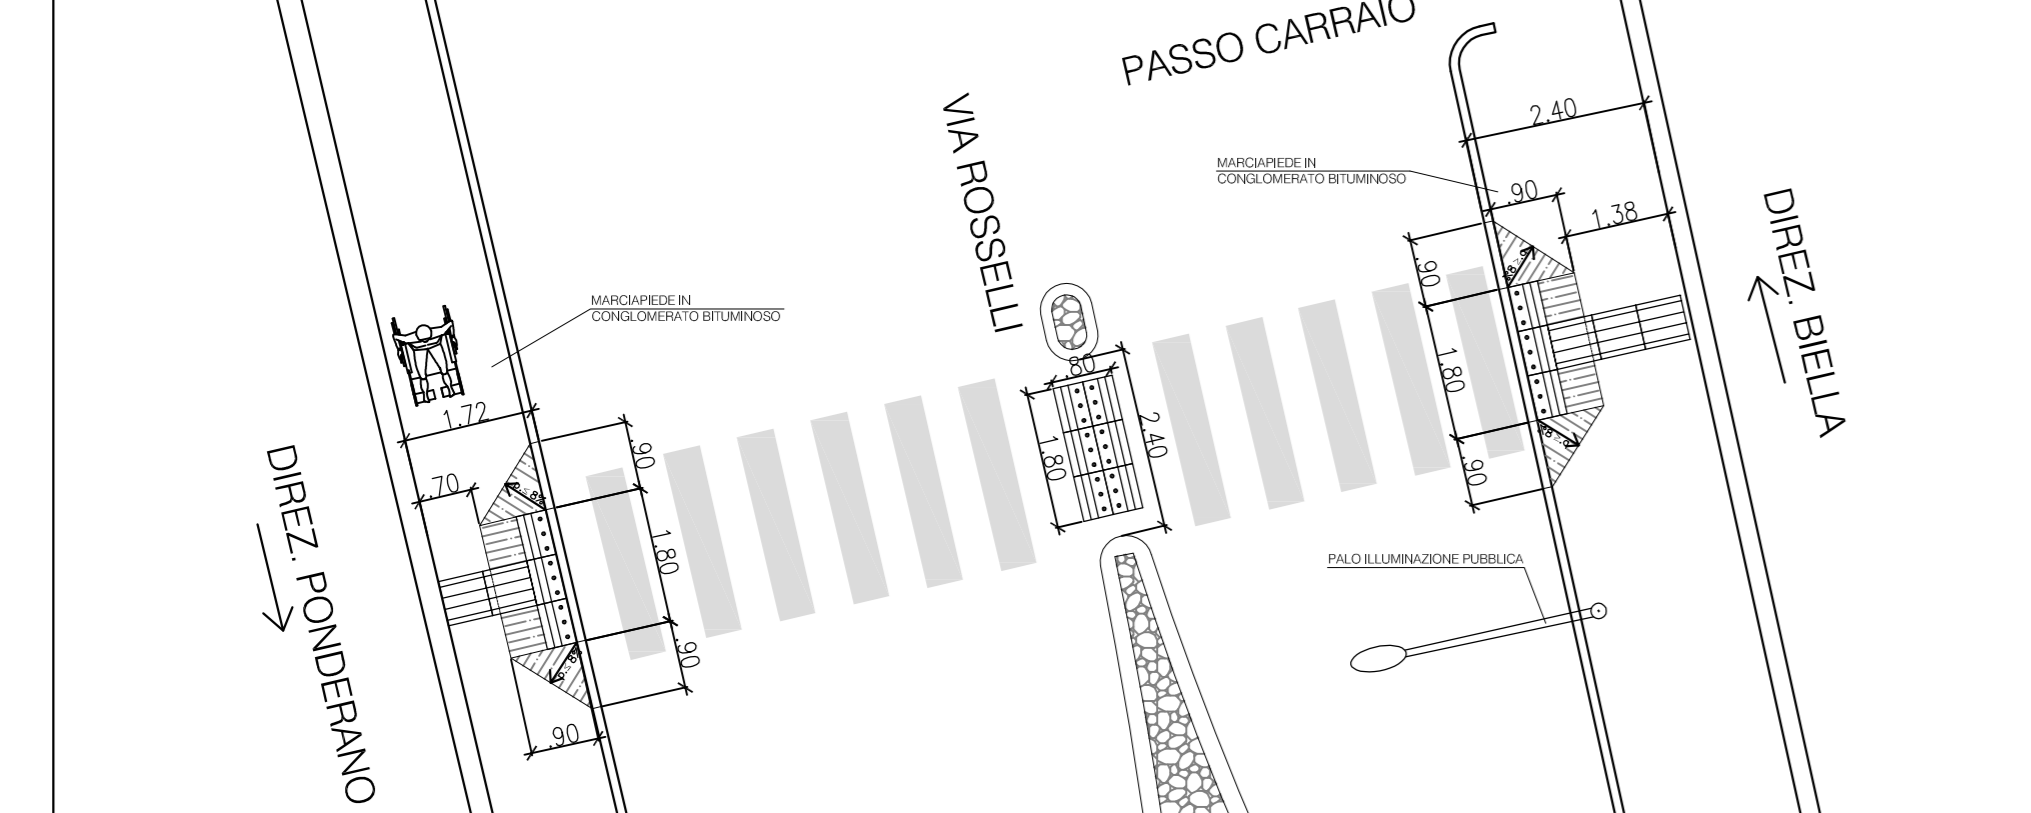 PASSO CARRAIO
VIA ROSSELLI
2.40
MARCIAPIEDE IN
CONGLOMERATO BITUMINOSO
.90
1.38
.90
1.80
.90
DIREZ. BIELLA
MARCIAPIEDE IN
CONGLOMERATO BITUMINOSO
.80
1.80
2.40
1.72
.70
.90
p.≤ 8%
1.80
.90
p.≤ 8%
.90
DIREZ. PONDERANO
PALO ILLUMINAZIONE PUBBLICA